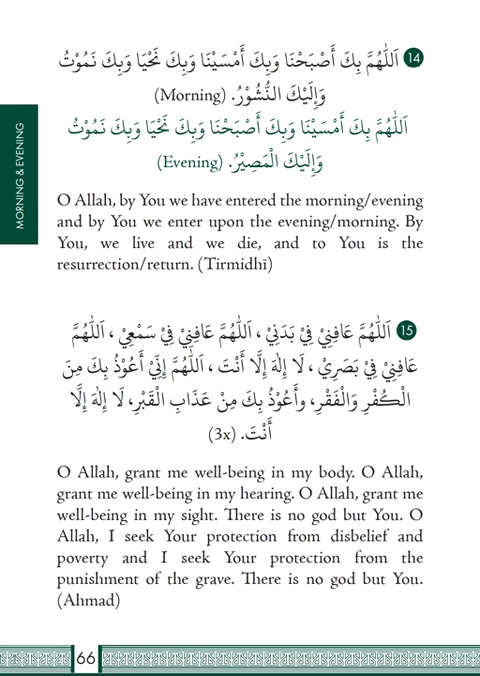 14 اَللّٰهُمَّ بِكَ أَصْبَحْنَا وَبِكَ أَمْسَيْنَا وَبِكَ نَحْيَا وَبِكَ نَمُوْتُ
وَإِلَيْكَ النُّشُوْرُ. (Morning)
اَللّٰهُمَّ بِكَ أَمْسَيْنَا وَبِكَ أَصْبَحْنَا وَبِكَ نَحْيَا وَبِكَ نَمُوْتُ
وَإِلَيْكَ الْمَصِيْرُ. (Evening)
MORNING & EVENING
O Allah, by You we have entered the morning/evening
and by You we enter upon the evening/morning. By
You, we live and we die, and to You is the
resurrection/return. (Tirmidhī)
15 اَللّٰهُمَّ عَافِنِيْ فِيْ بَدَنِيْ ، اَللّٰهُمَّ عَافِنِيْ فِيْ سَمْعِيْ ، اَللّٰهُمَّ
عَافِنِيْ فِيْ بَصَرِيْ ، لَا إِلٰهَ إِلَّا أَنْتَ ، اَللّٰهُمَّ إِنِّيْ أَعُوْذُ بِكَ مِنَ
الْكُفْرِ وَالْفَقْرِ، وأَعُوْذُ بِكَ مِنْ عَذَابِ الْقَبْرِ، لَا إِلٰهَ إِلَّا
أَنْتَ. (3x)
O Allah, grant me well-being in my body. O Allah,
grant me well-being in my hearing. O Allah, grant me
well-being in my sight. There is no god but You. O
Allah, I seek Your protection from disbelief and
poverty and I seek Your protection from the
punishment of the grave. There is no god but You.
(Ahmad)
66